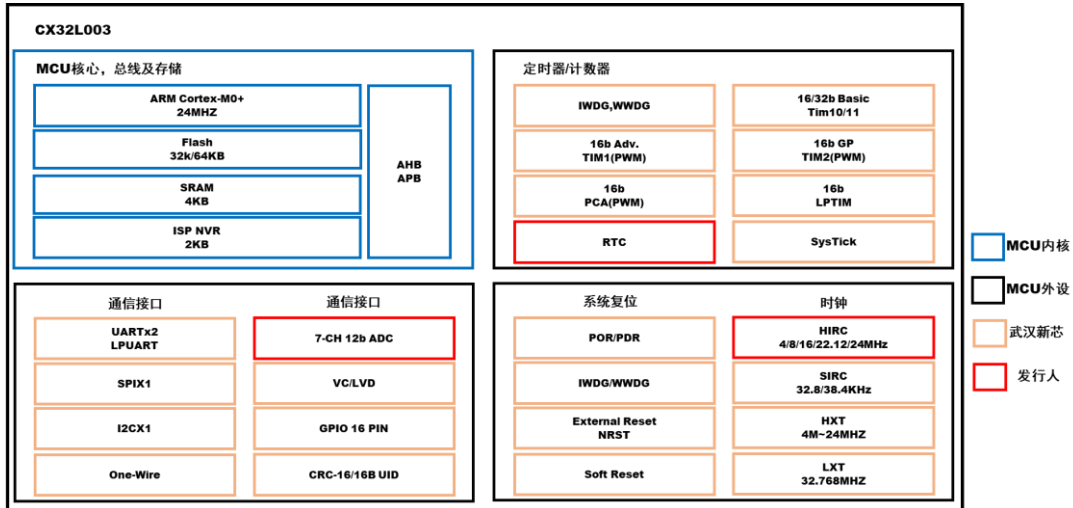 CX32L003
MCU核心，总线及存储
ARM Cortex-M0+
24MHZ
Flash
32k/64KB
SRAM
4KB
ISP NVR
2KB
AHB
APB
定时器/计数器
IWDG,WWDG
16/32b Basic
Tim10/11
16b Adv.
TIM1(PWM)
16b GP
TIM2(PWM)
16b
PCA(PWM)
16b
LPTIM
RTC
SysTick
通信接口
通信接口
UARTx2
LPUART
7-CH 12b ADC
SPIX1
VC/LVD
I2CX1
GPIO 16 PIN
One-Wire
CRC-16/16B UID
系统复位
时钟
POR/PDR
HIRC
4/8/16/22.12/24MHz
IWDG/WWDG
SIRC
32.8/38.4KHz
External Reset
NRST
HXT
4M~24MHZ
Soft Reset
LXT
32.768MHZ
MCU内核
MCU外设
武汉新芯
发行人